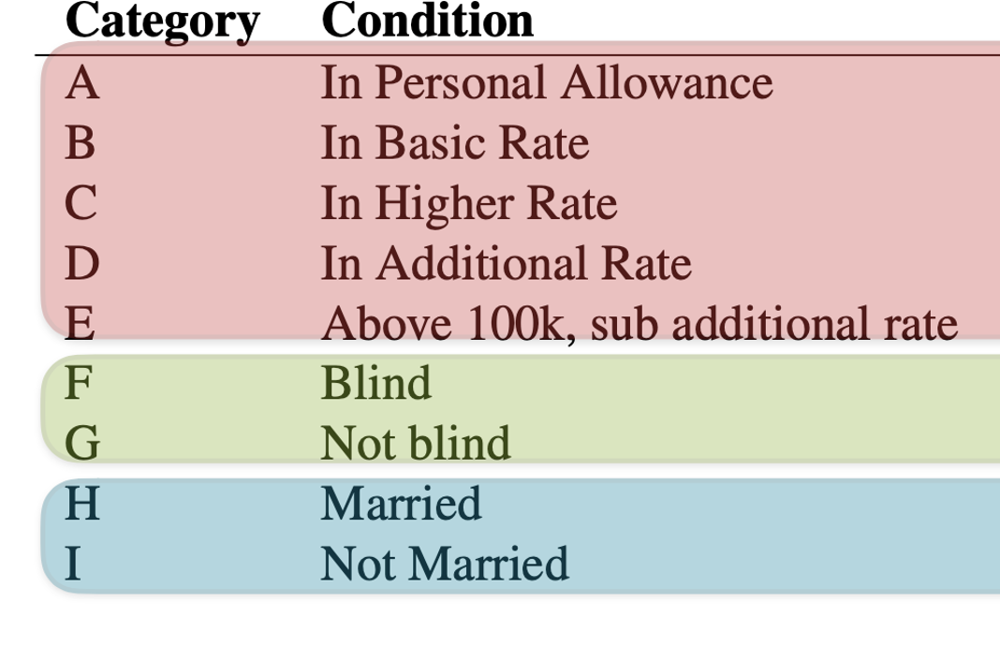 Category Condition
A In Personal Allowance
B In Basic Rate
C In Higher Rate
D In Additional Rate
E Above 100k, sub additional rate
F Blind
G Not blind
H Married
I Not Married